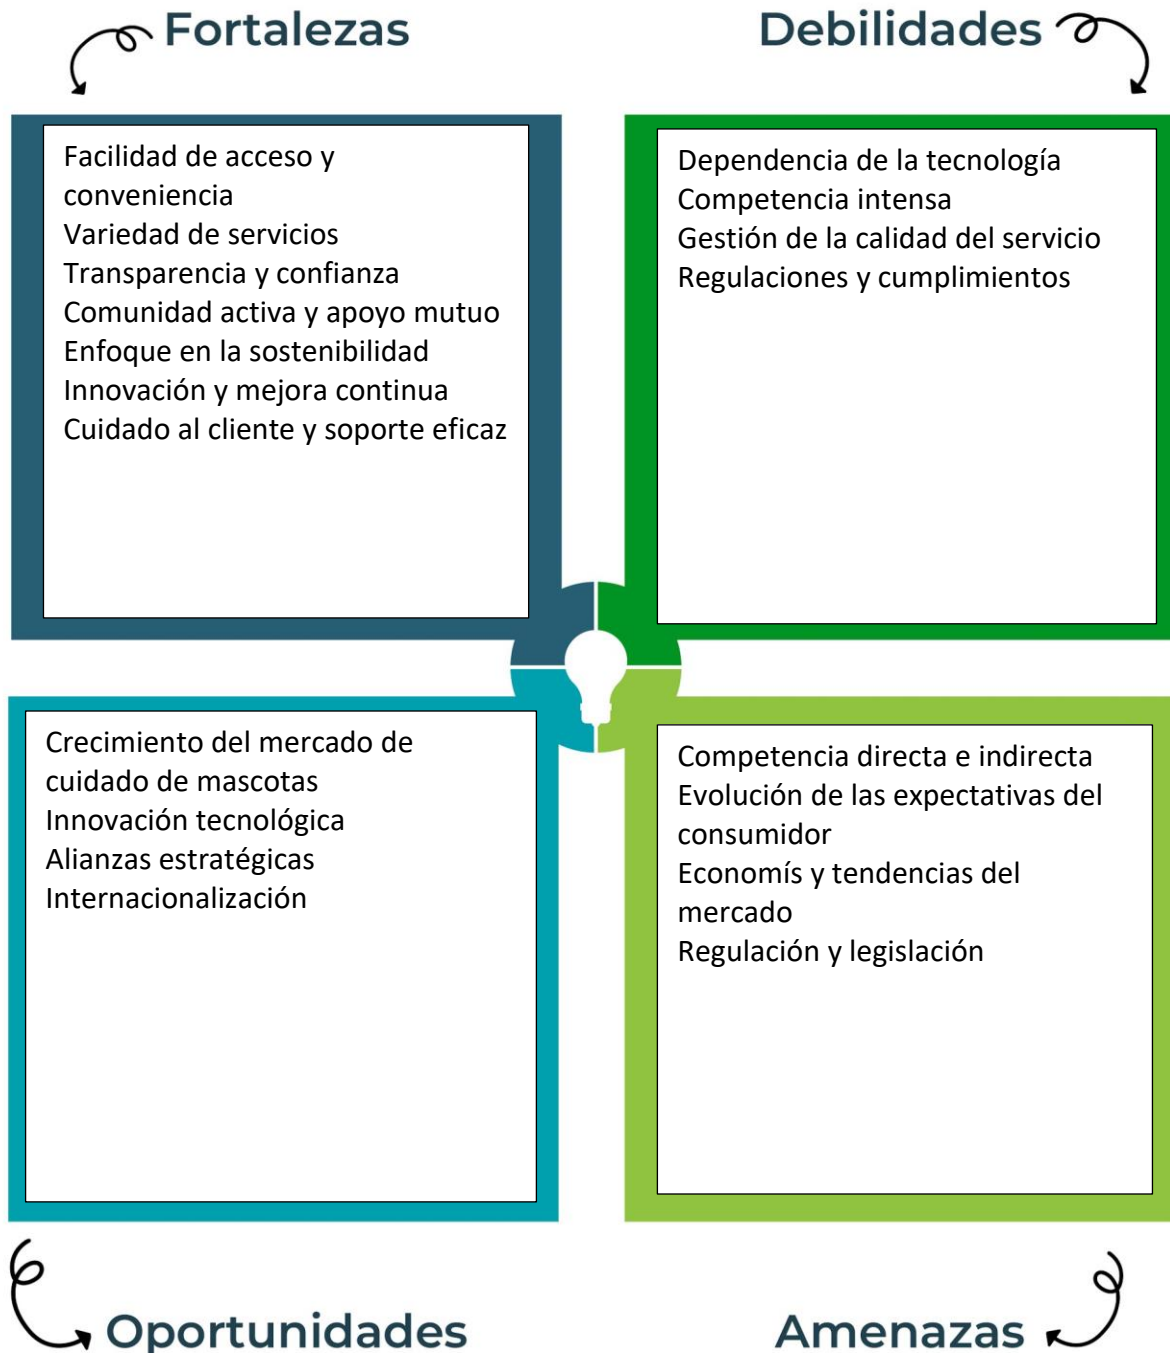 Fortalezas
Facilidad de acceso y
conveniencia
Variedad de servicios
Transparencia y confianza
Comunidad activa y apoyo mutuo
Enfoque en la sostenibilidad
Innovación y mejora continua
Cuidado al cliente y soporte eficaz
Debilidades
Dependencia de la tecnología
Competencia intensa
Gestión de la calidad del servicio
Regulaciones y cumplimientos
Crecimiento del mercado de
cuidado de mascotas
Innovación tecnológica
Alianzas estratégicas
Internacionalización
Oportunidades
Competencia directa e indirecta
Evolución de las expectativas del
consumidor
Economís y tendencias del
mercado
Regulación y legislación
Amenazas